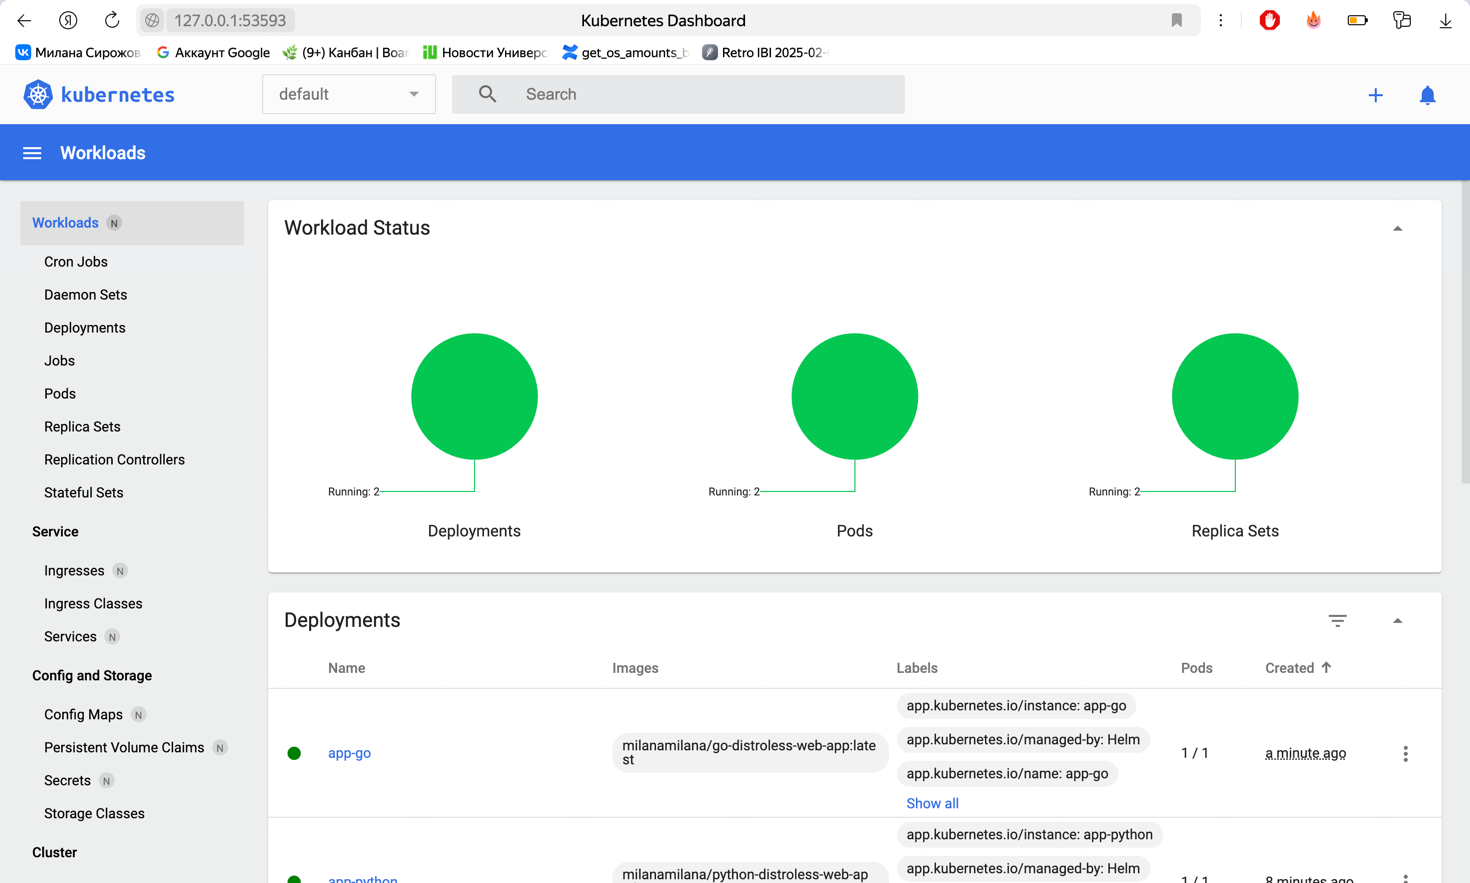 127.0.0.1:53593
Kubernetes Dashboard
Милана Сирожов
Аккаунт Google
(9+) Канбан | Boar
Новости Универс
get_os_amounts_b
Retro IBI 2025-02-
kubernetes
default
Search
Workloads
Workloads N
Cron Jobs
Daemon Sets
Deployments
Jobs
Pods
Replica Sets
Replication Controllers
Stateful Sets
Service
Ingresses N
Ingress Classes
Services N
Config and Storage
Config Maps N
Persistent Volume Claims N
Secrets N
Storage Classes
Cluster
Workload Status
Running: 2
Deployments
Running: 2
Pods
Running: 2
Replica Sets
Deployments
Name Images Labels Pods Created
app-go
milanamilana/go-distroless-web-app:late
st
app.kubernetes.io/instance: app-go
app.kubernetes.io/managed-by: Helm
app.kubernetes.io/name: app-go
Show all
1 / 1
a minute ago
app-python
milanamilana/python-distroless-web-ap
app.kubernetes.io/instance: app-python
app.kubernetes.io/managed-by: Helm
1 / 1
8 minutes ago